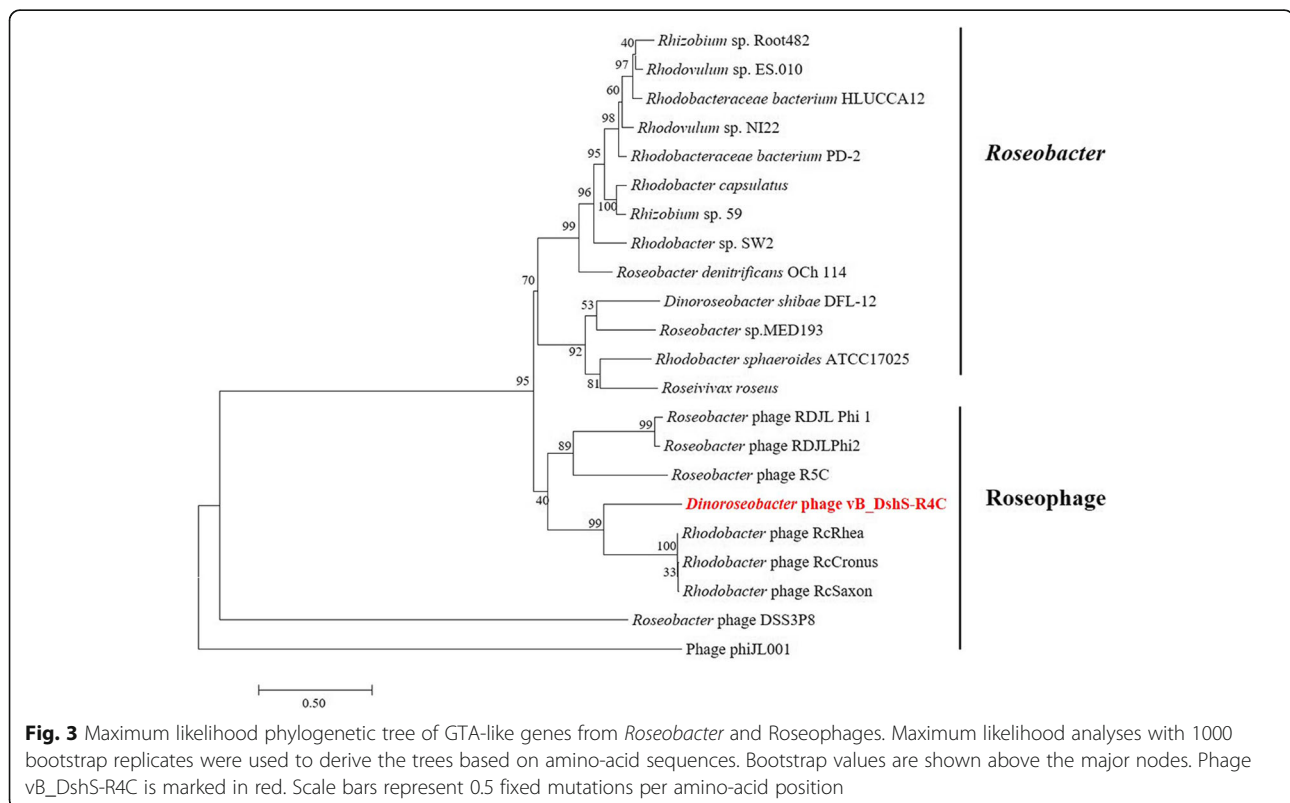 40
Rhizobium sp. Root482
97
Rhodovulum sp. ES.010
60
Rhodobacteraceae bacterium HLUCCA12
98
Rhodovulum sp. NI22
95
Rhodobacteraceae bacterium PD-2
Roseobacter
96
Rhodobacter capsulatus
100
Rhizobium sp. 59
99
Rhodobacter sp. SW2
70
Roseobacter denitrificans OCh 114
53
Dinoroseobacter shibae DFL-12
92
Roseobacter sp.MED193
Rhodobacter sphaeroides ATCC17025
95
81
Roseivivax roseus
99
Roseobacter phage RDJL Phi 1
89
Roseobacter phage RDJLPhi2
Roseobacter phage R5C
40
Dinoroseobacter phage vB_DshS-R4C
Roseophage
99
Rhodobacter phage RcRhea
100
Rhodobacter phage RcCronus
33
Rhodobacter phage RcSaxon
Roseobacter phage DSS3P8
Phage phiJL001
0.50
Fig. 3 Maximum likelihood phylogenetic tree of GTA-like genes from Roseobacter and Roseophages. Maximum likelihood analyses with 1000
bootstrap replicates were used to derive the trees based on amino-acid sequences. Bootstrap values are shown above the major nodes. Phage
vB_DshS-R4C is marked in red. Scale bars represent 0.5 fixed mutations per amino-acid position